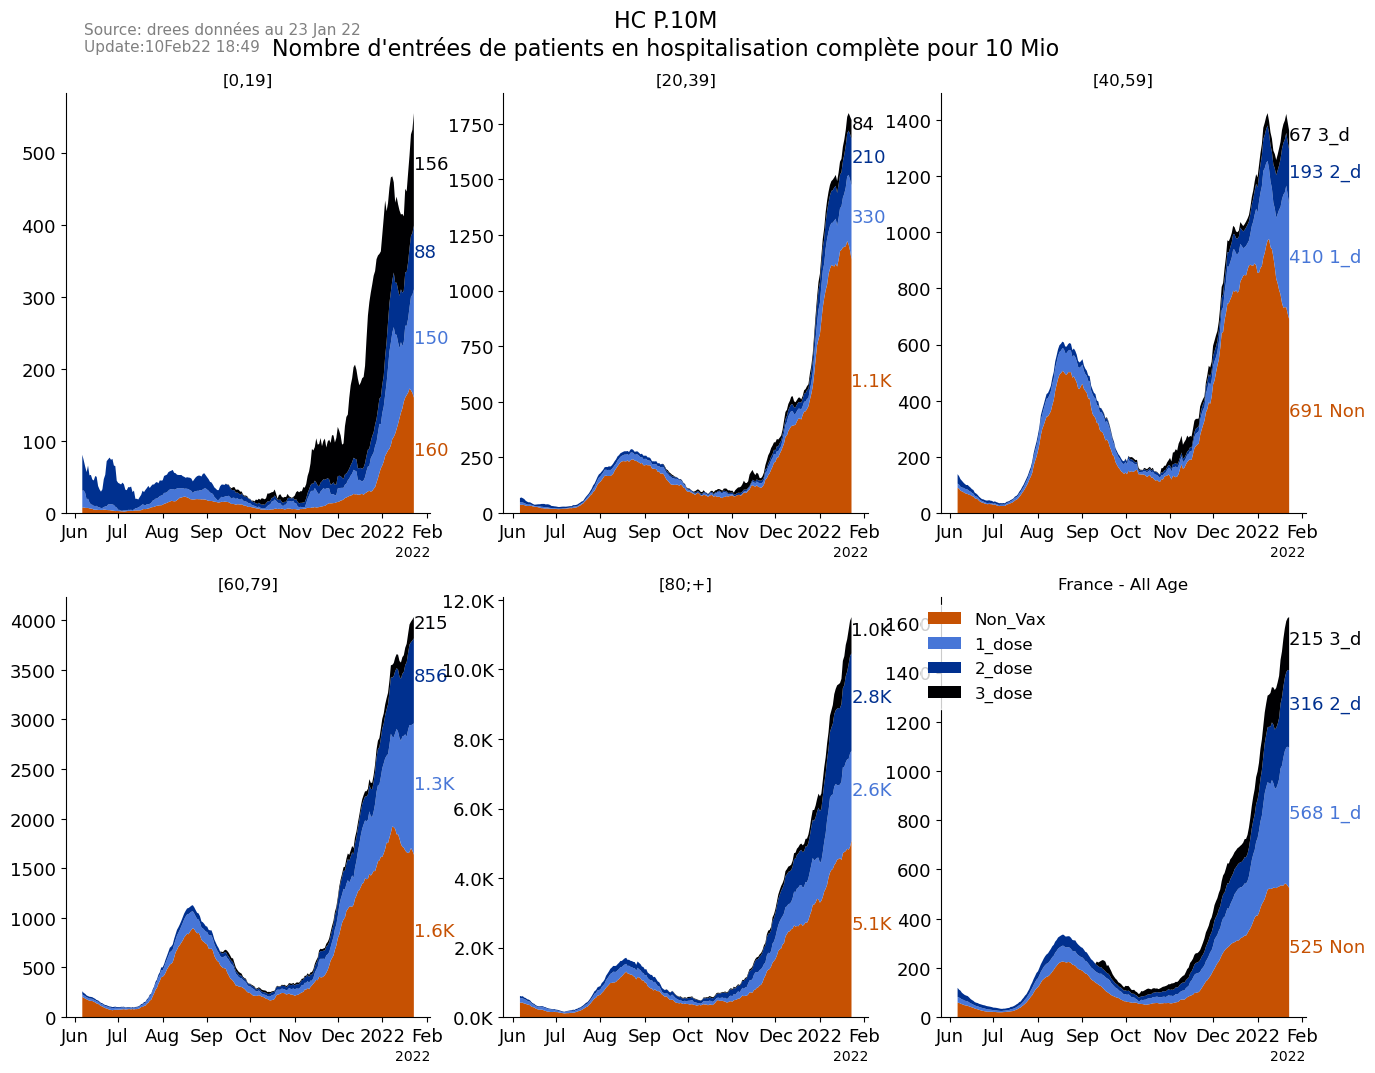 HC P.10M
Source: drees données au 23 Jan 22
Update:10Feb22 18:49
Nombre d'entrées de patients en hospitalisation complète pour 10 Mio
[0,19]
500
400
300
200
100
0
156
88
150
160
Jun Jul Aug Sep Oct Nov Dec 2022 Feb
2022
[20,39]
1750
1500
1250
1000
750
500
250
0
84
210
330
1.1K
Jun Jul Aug Sep Oct Nov Dec 2022 Feb
2022
[40,59]
1400
1200
1000
800
600
400
200
0
67 3_d
193 2_d
410 1_d
691 Non
Jun Jul Aug Sep Oct Nov Dec 2022 Feb
2022
[60,79]
4000
3500
3000
2500
2000
1500
1000
500
0
215
856
1.3K
1.6K
Jun Jul Aug Sep Oct Nov Dec 2022 Feb
2022
[80;+]
12.0K
10.0K
8.0K
6.0K
4.0K
2.0K
0.0K
1.0K
2.8K
2.6K
5.1K
Jun Jul Aug Sep Oct Nov Dec 2022 Feb
2022
France - All Age
1600
1400
1200
1000
800
600
400
200
0
Non_Vax
1_dose
2_dose
3_dose
215 3_d
316 2_d
568 1_d
525 Non
Jun Jul Aug Sep Oct Nov Dec 2022 Feb
2022